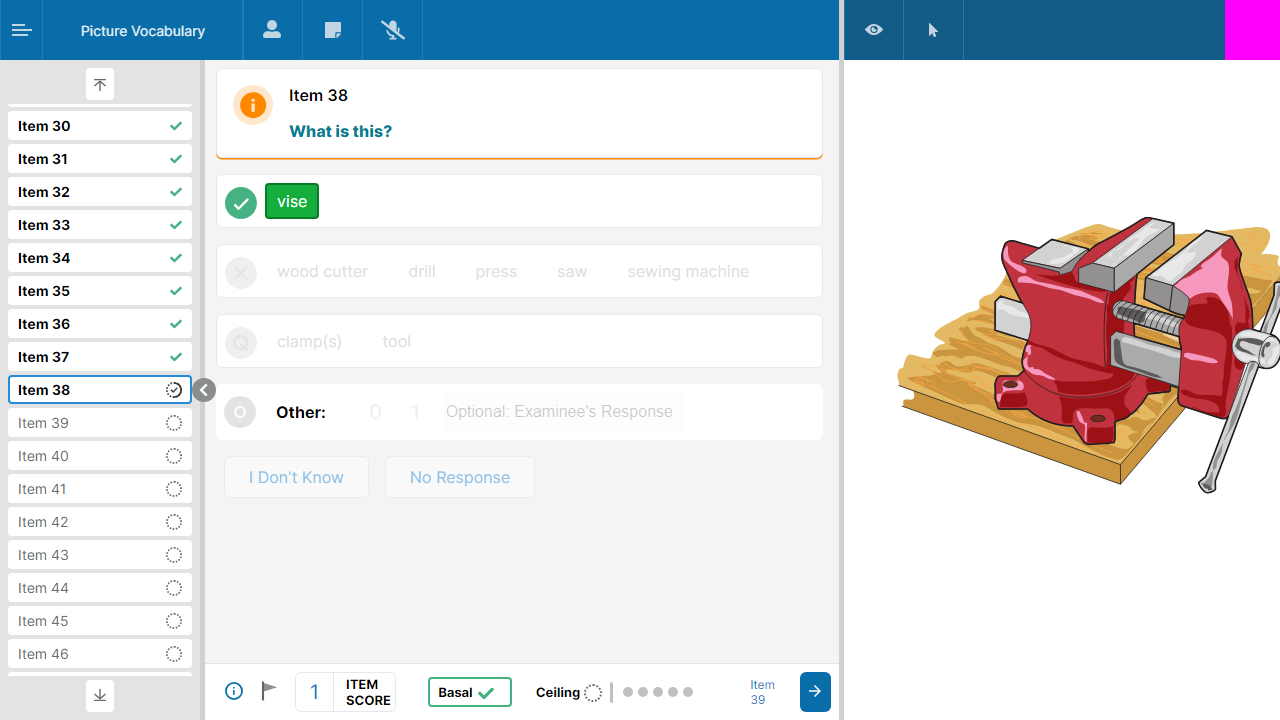 Picture Vocabulary
Item 30
Item 31
Item 32
Item 33
Item 34
Item 35
Item 36
Item 37
Item 38
Item 39
Item 40
Item 41
Item 42
Item 43
Item 44
Item 45
Item 46
i
Item 38
What is this?
vise
wood cutter drill press saw sewing machine
Q clamp(s) tool
O Other: 0 1 Optional: Examinee's Response
I Don't Know No Response
1 ITEM SCORE
Basal
Ceiling
Item 39